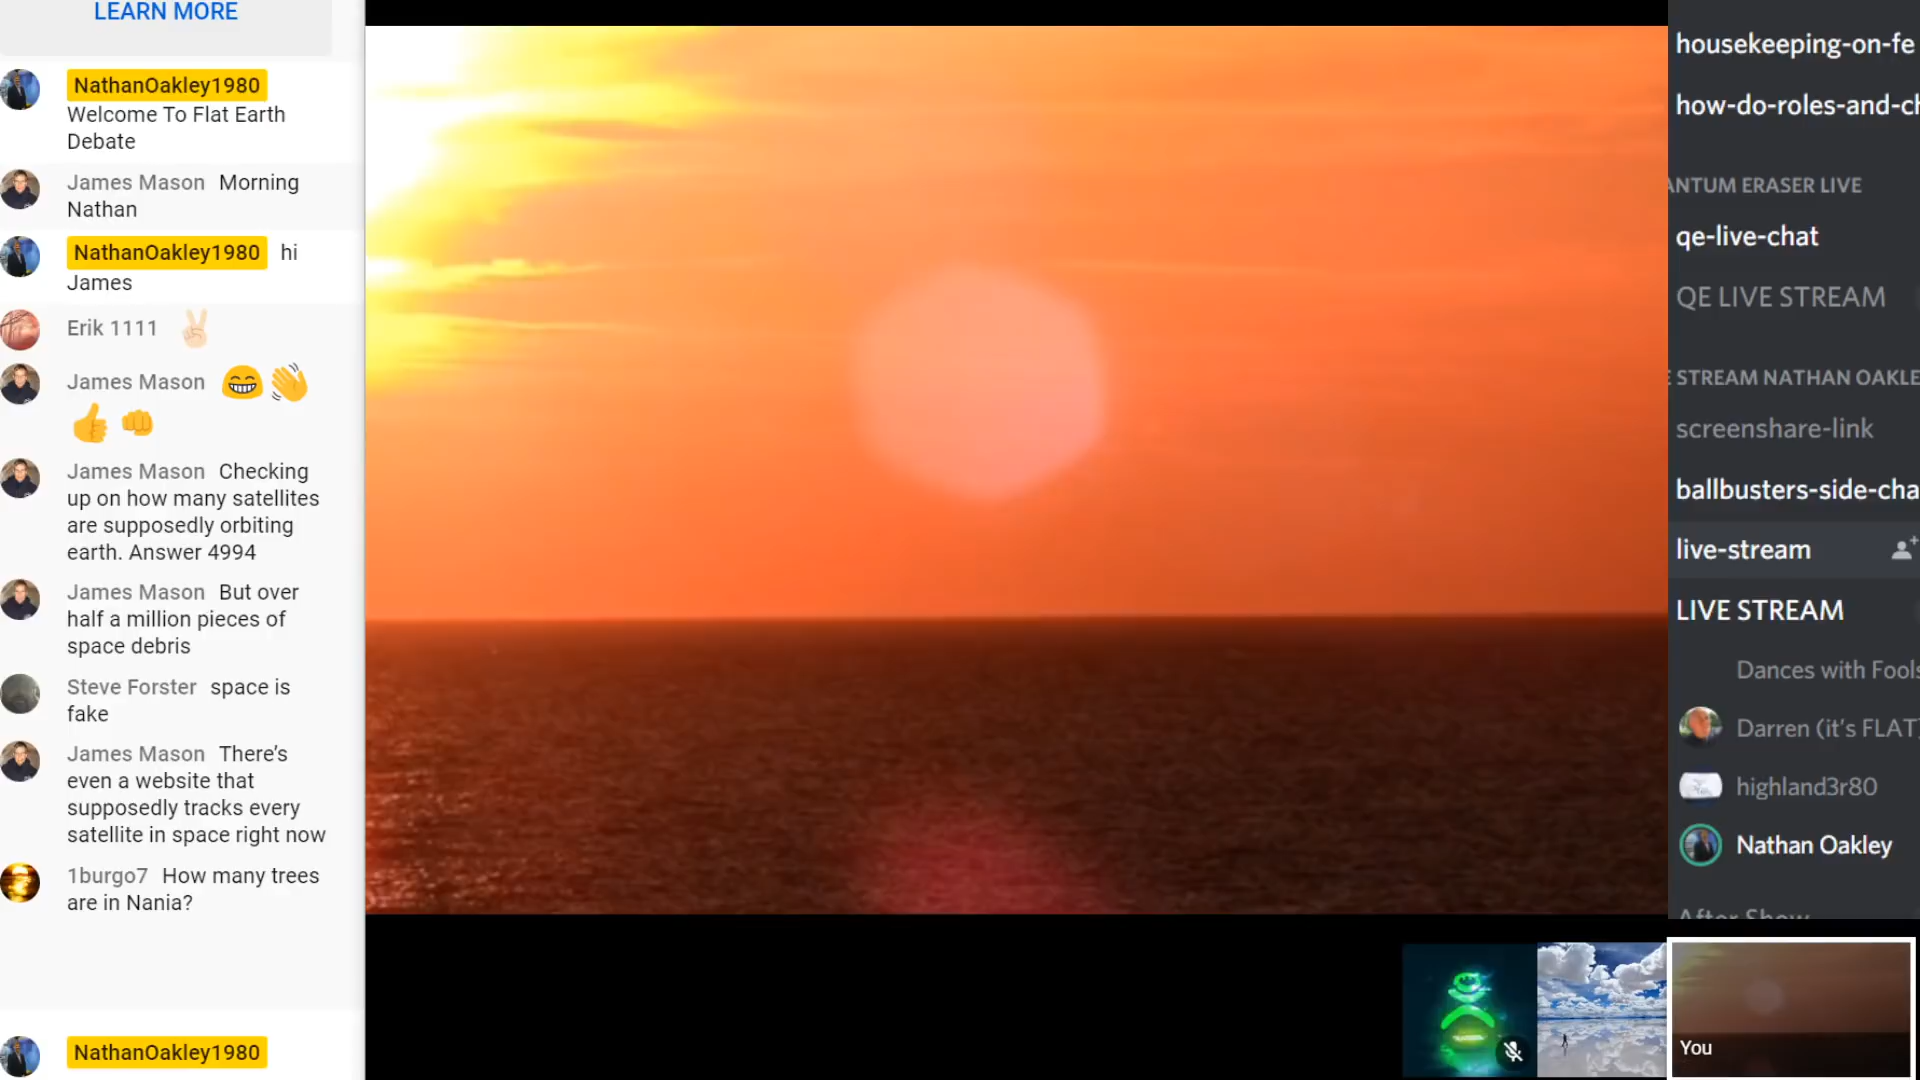 LEARN MORE
NathanOakley1980
Welcome To Flat Earth
Debate
James Mason Morning
Nathan
NathanOakley1980 hi
James
Erik 1111
James Mason
James Mason Checking
up on how many satellites
are supposedly orbiting
earth. Answer 4994
James Mason But over
half a million pieces of
space debris
Steve Forster space is
fake
James Mason There's
even a website that
supposedly tracks every
satellite in space right now
1burgo7 How many trees
are in Nania?
NathanOakley1980
housekeeping-on-fe
how-do-roles-and-ch
ANTUM ERASER LIVE
qe-live-chat
QE LIVE STREAM
E STREAM NATHAN OAKLE
screenshare-link
ballbusters-side-cha
live-stream
LIVE STREAM
Dances with Fools
Darren (it's FLAT)
highland3r80
Nathan Oakley
After Show
You